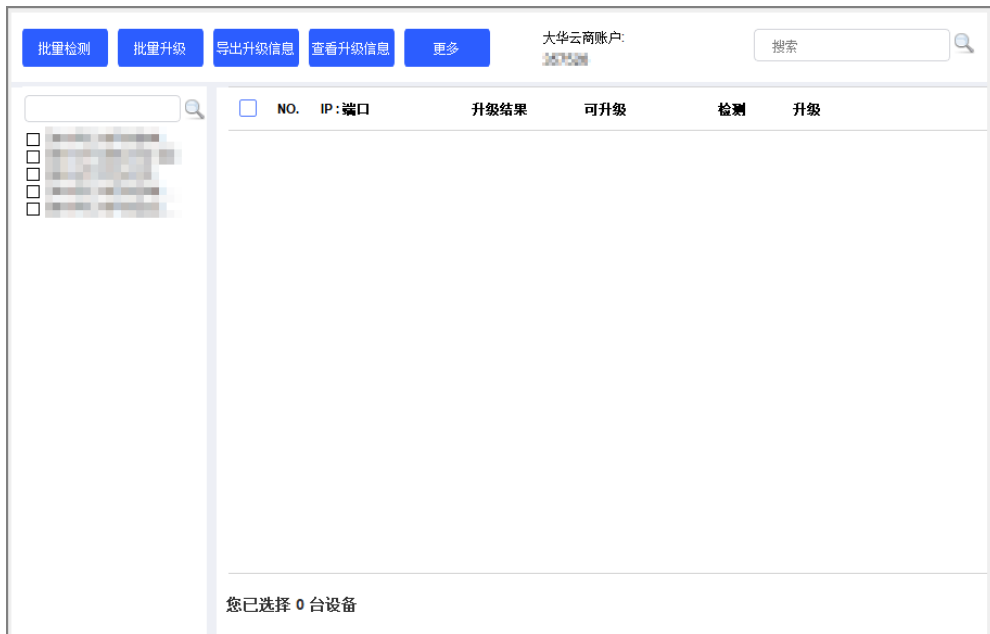 批量检测 批量升级 导出升级信息 查看升级信息 更多
大华云商账户:
搜索
NO. IP:端口 升级结果 可升级 检测 升级
您已选择 0 台设备